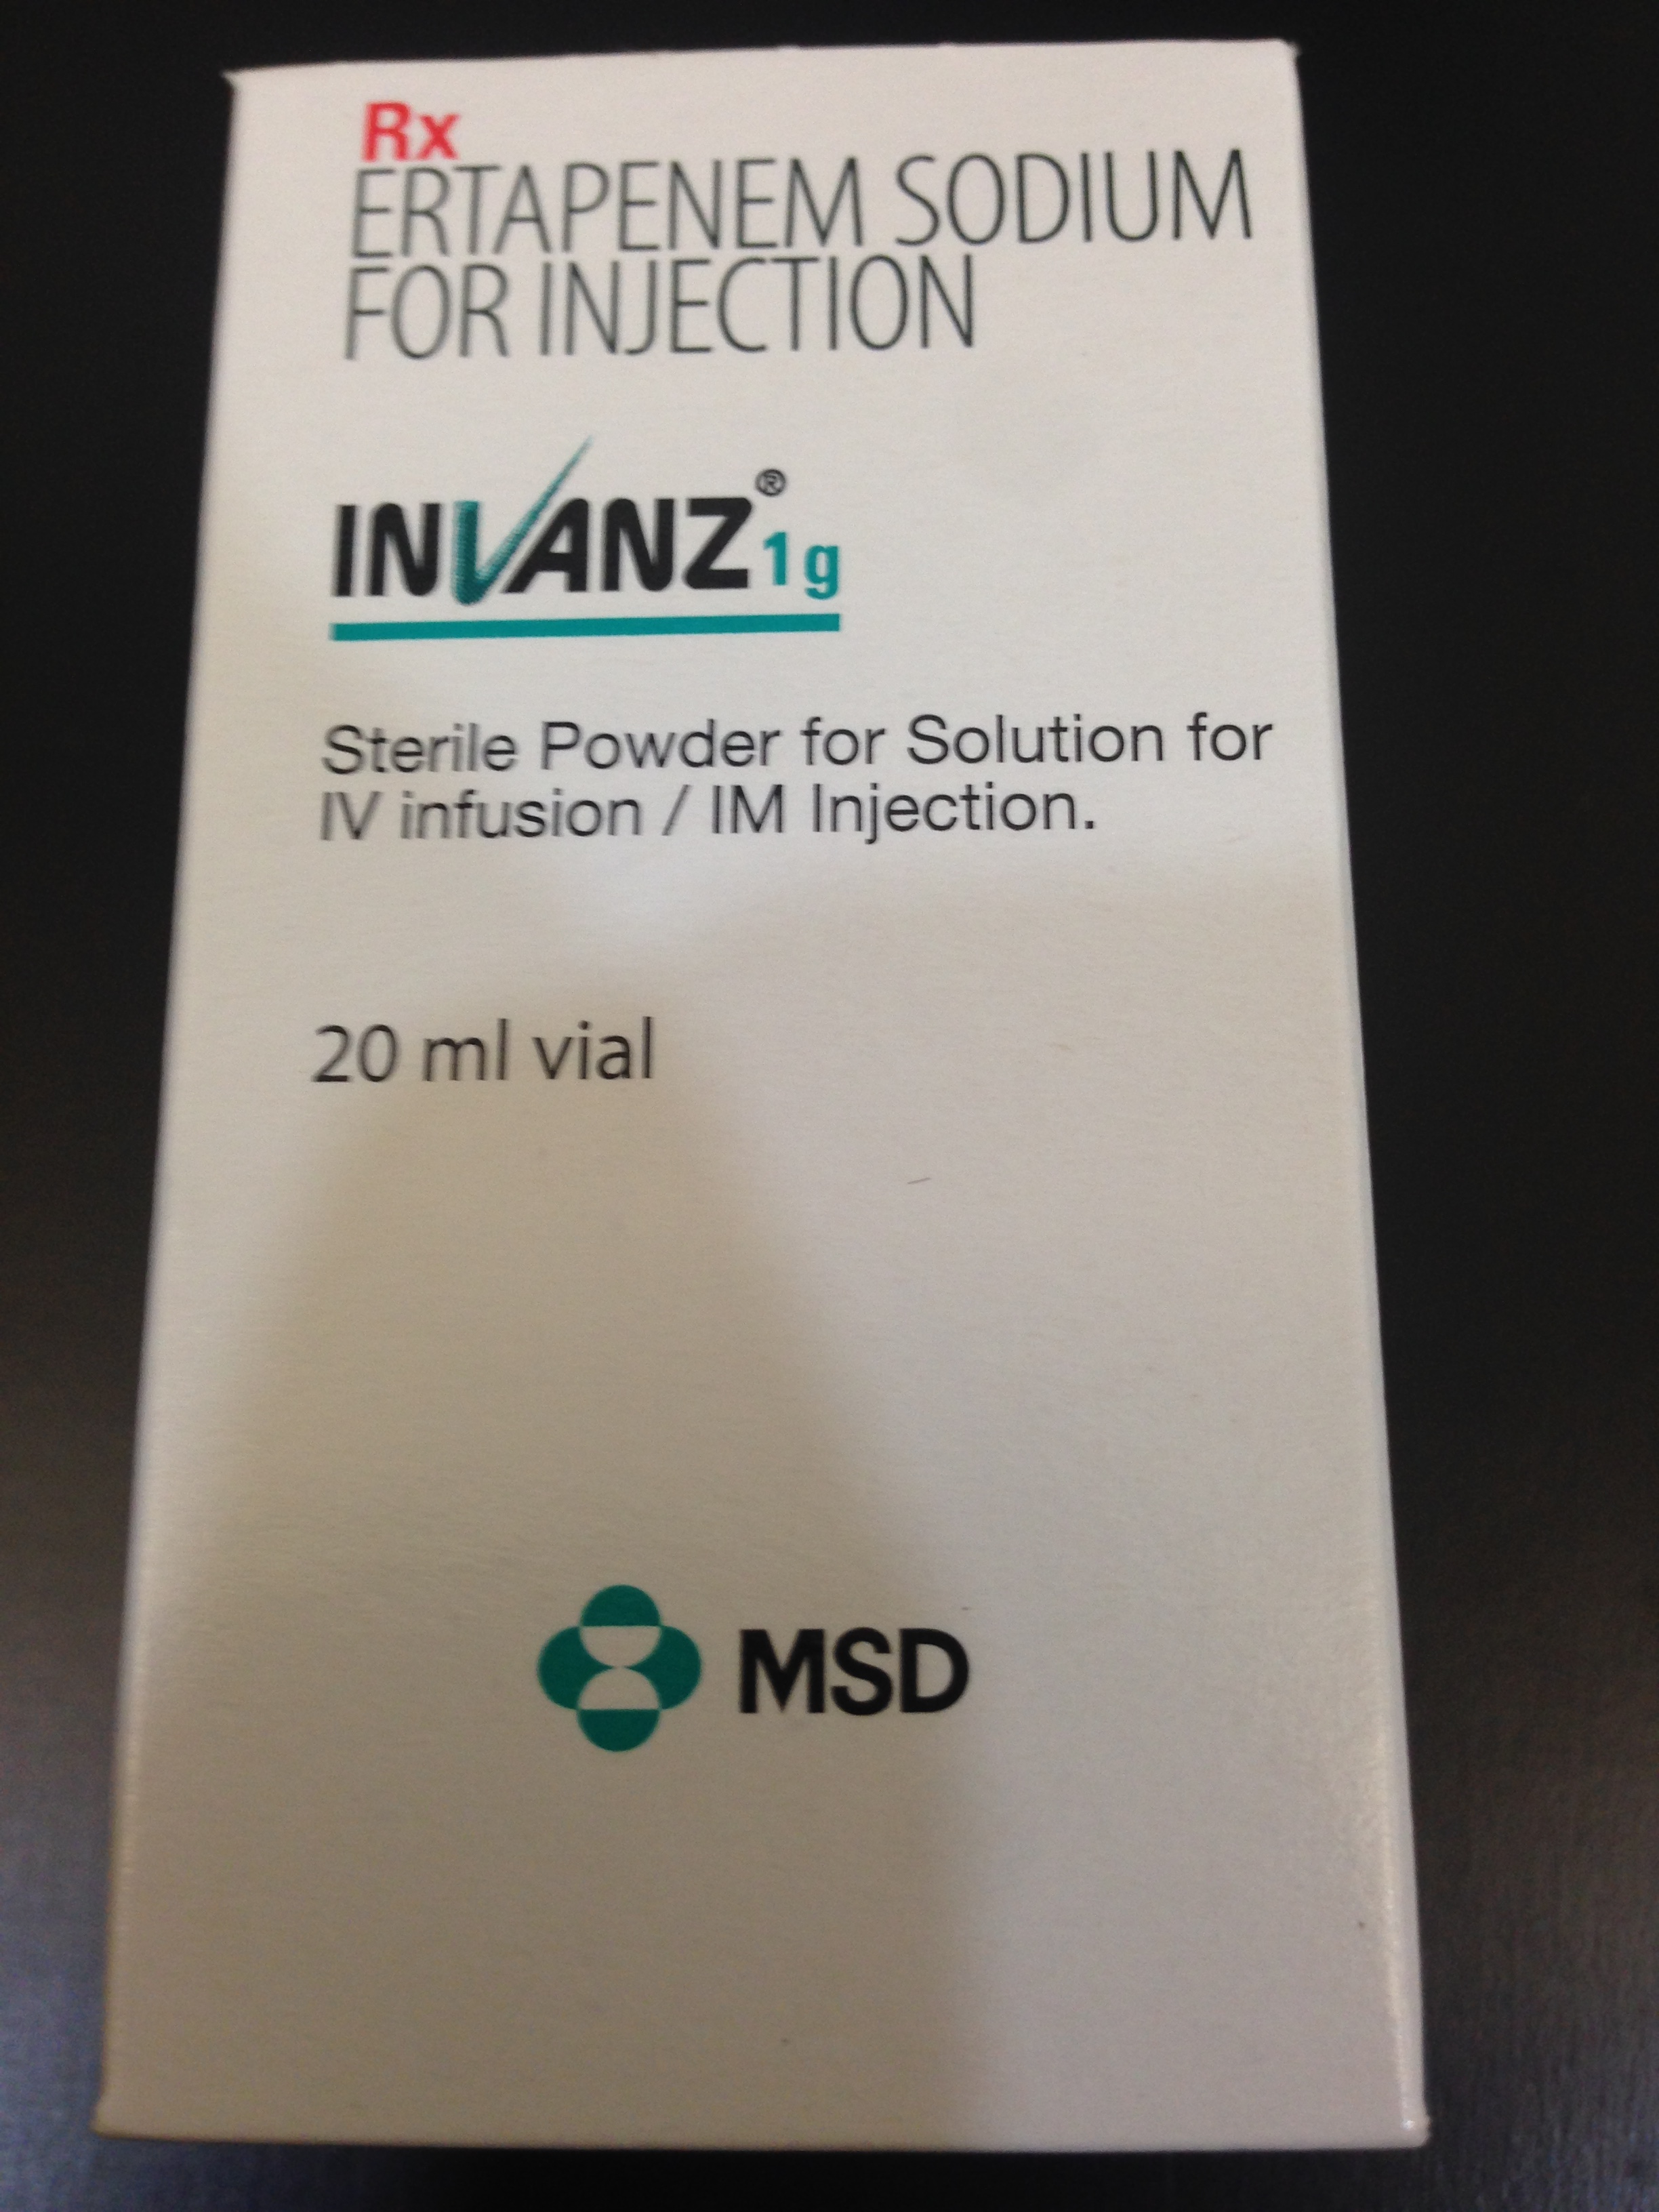 Rx
ERTAPENEM SODIUM
FOR INJECTION
INVANZ® 1 g
Sterile Powder for Solution for
IV infusion / IM Injection.
20 ml vial
MSD